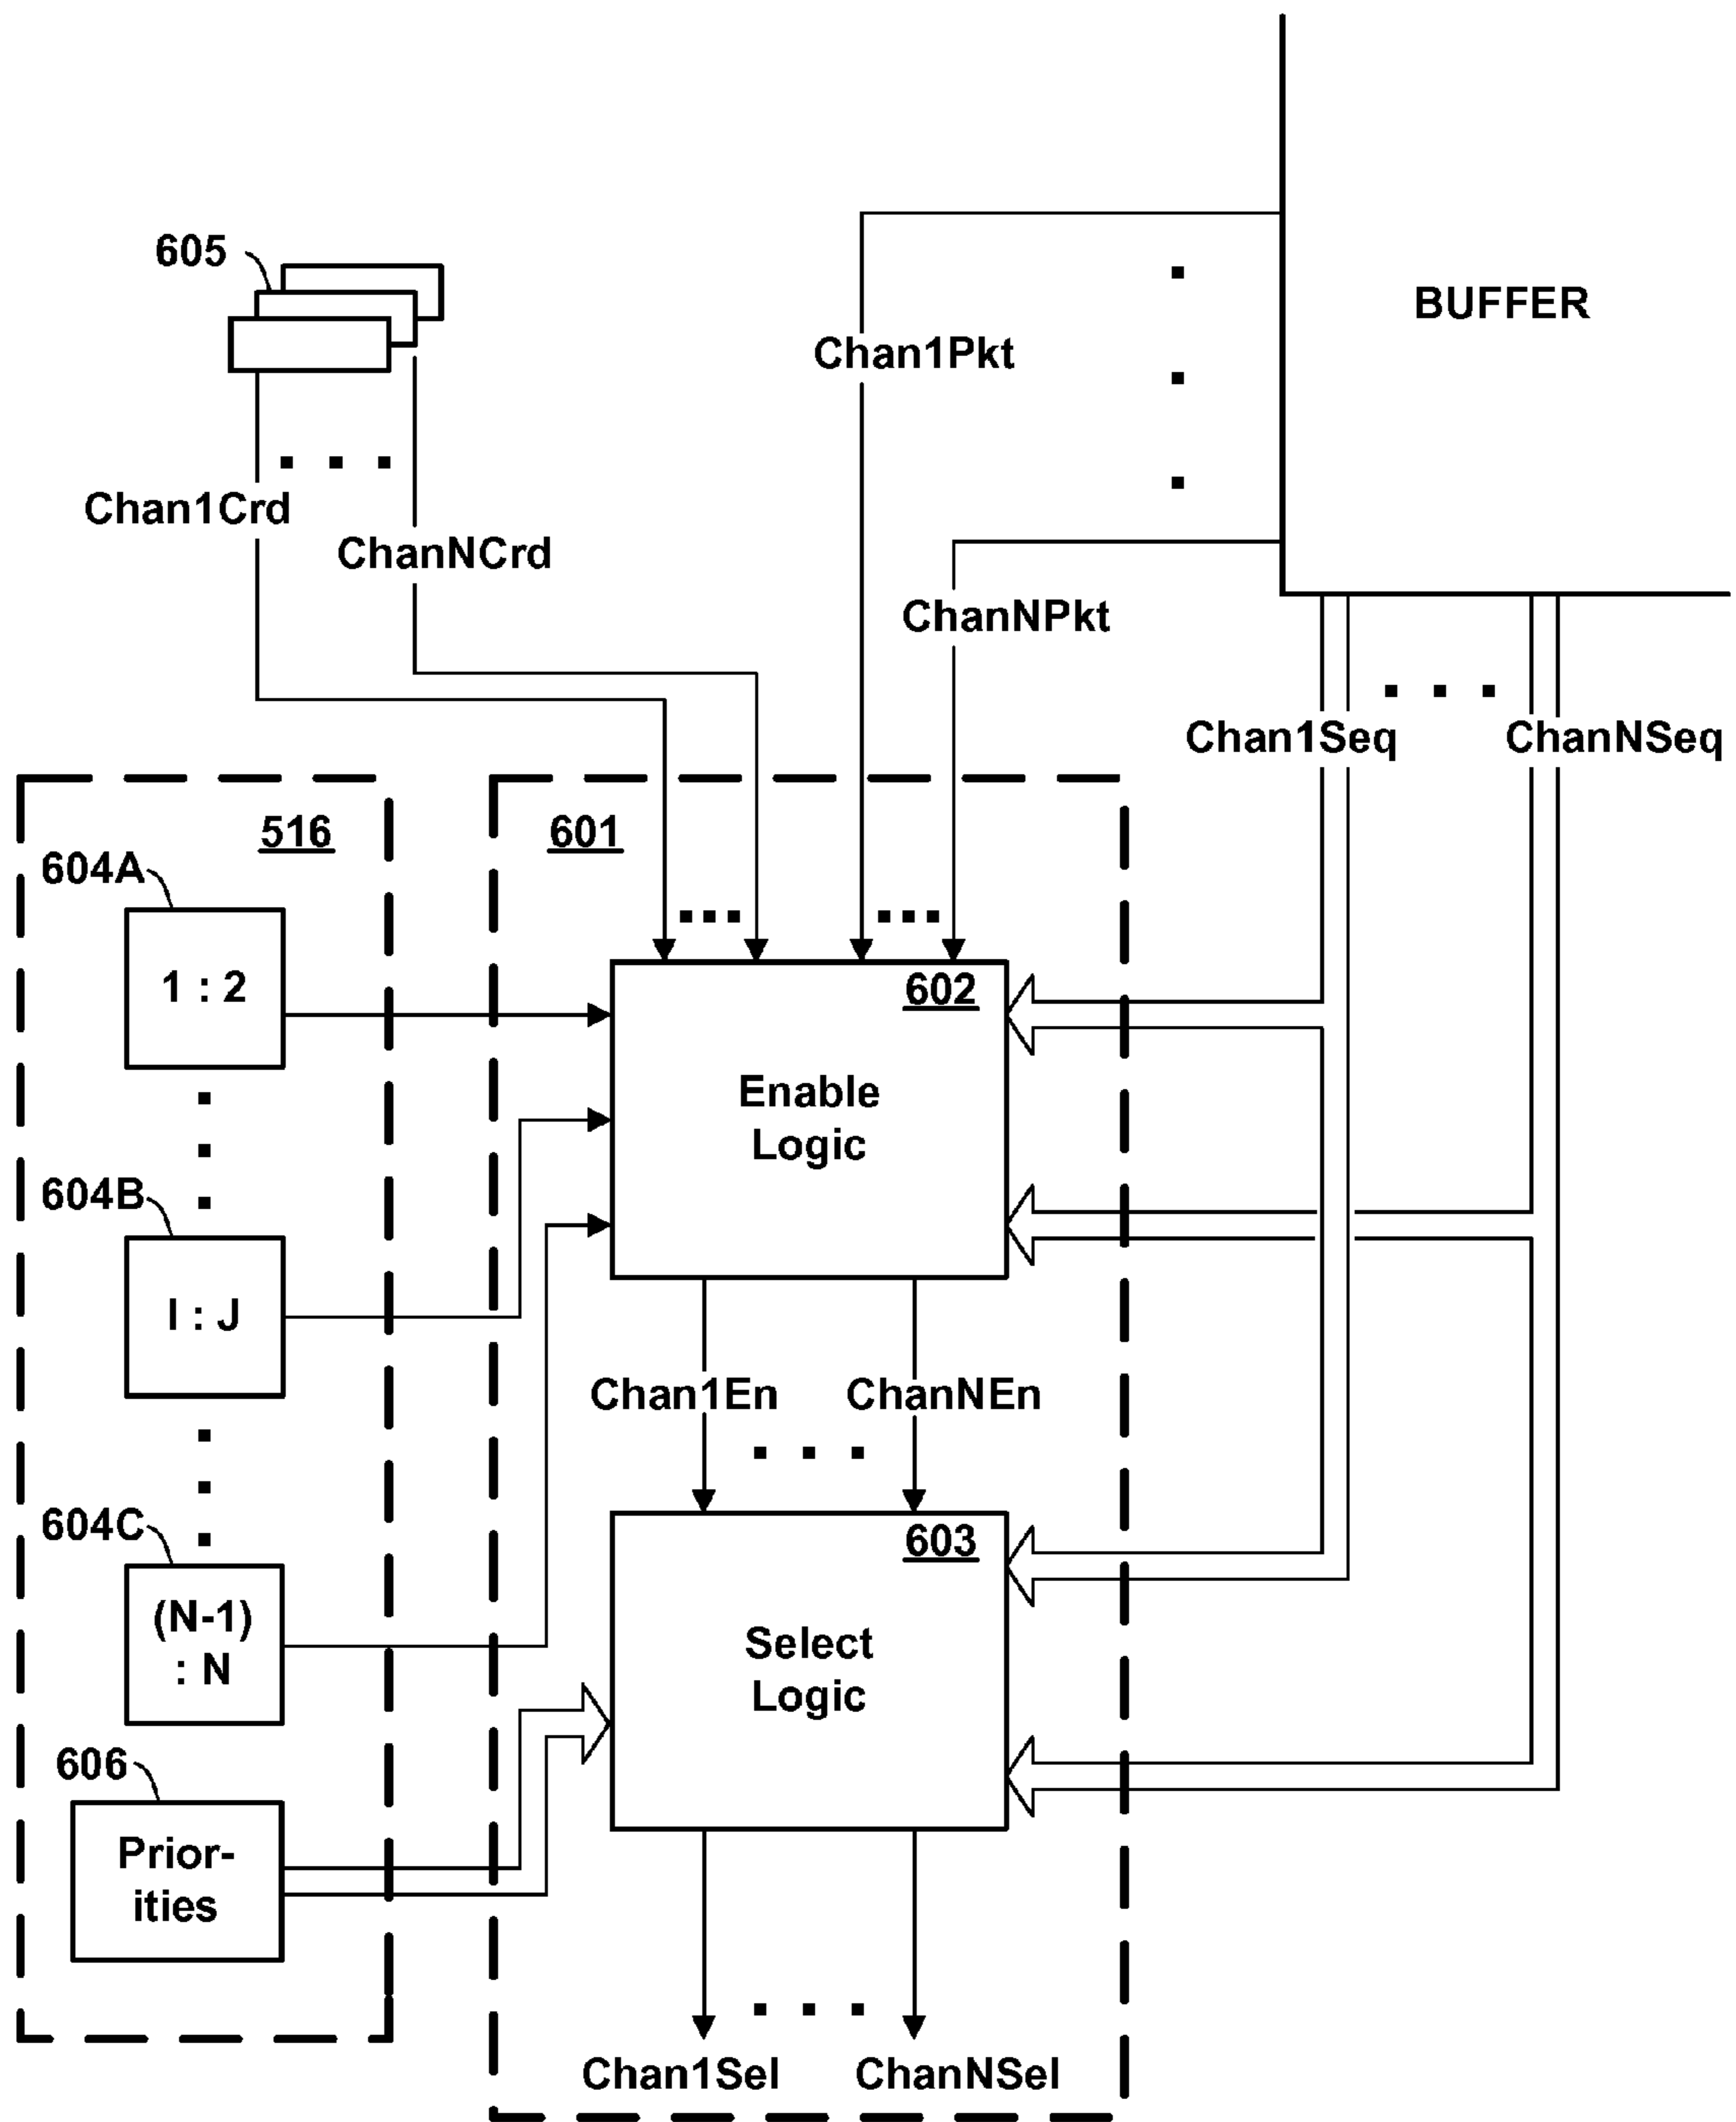 605
BUFFER
Chan1Pkt
Chan1Crd
ChanNCrd
ChanNPkt
Chan1Seq
ChanNSeq
516
601
604A
1 : 2
602
Enable
Logic
604B
I : J
Chan1En
ChanNEn
604C
(N-1)
: N
603
Select
Logic
606
Prior-
ities
Chan1Sel
ChanNSel